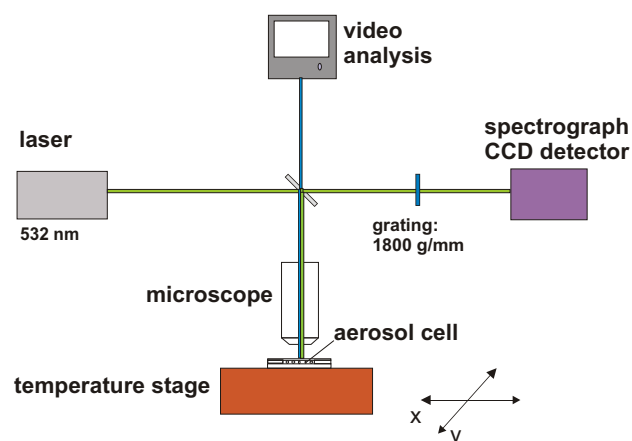 video
analysis
laser
532 nm
spectrograph
CCD detector
grating:
1800 g/mm
microscope
aerosol cell
temperature stage
x
y